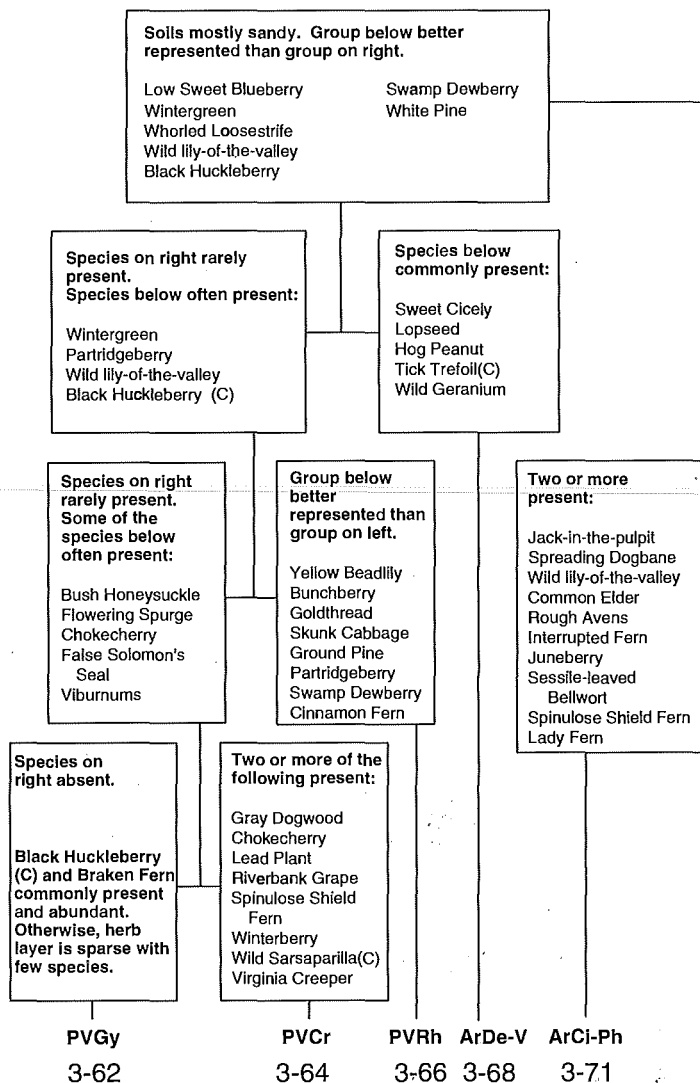 Soils mostly sandy.  Group below better
represented than group on right.
Low Sweet Blueberry
Wintergreen
Whorled Loosestrife
Wild lily-of-the-valley
Black Huckleberry
Swamp Dewberry
White Pine
Species on right rarely
present.
Species below often present:
Wintergreen
Partridgeberry
Wild lily-of-the-valley
Black Huckleberry (C)
Species below
commonly present:
Sweet Cicely
Lopseed
Hog Peanut
Tick Trefoil(C)
Wild Geranium
Species on right
rarely present.
Some of the
species below
often present:
Bush Honeysuckle
Flowering Spurge
Chokecherry
False Solomon's
Seal
Viburnums
Group below
better
represented than
group on left.
Yellow Beadlily
Bunchberry
Goldthread
Skunk Cabbage
Ground Pine
Partridgeberry
Swamp Dewberry
Cinnamon Fern
Two or more
present:
Jack-in-the-pulpit
Spreading Dogbane
Wild lily-of-the-valley
Common Elder
Rough Avens
Interrupted Fern
Juneberry
Sessile-leaved
Bellwort
Spinulose Shield Fern
Lady Fern
Species on
right absent.
Black Huckleberry
(C) and Braken Fern
commonly present
and abundant.
Otherwise, herb
layer is sparse with
few species.
Two or more of the
following present:
Gray Dogwood
Chokecherry
Lead Plant
Riverbank Grape
Spinulose Shield
Fern
Winterberry
Wild Sarsaparilla(C)
Virginia Creeper
PVGy PVCr PVRh ArDe-V ArCi-Ph
3-62 3-64 3-66 3-68 3-71